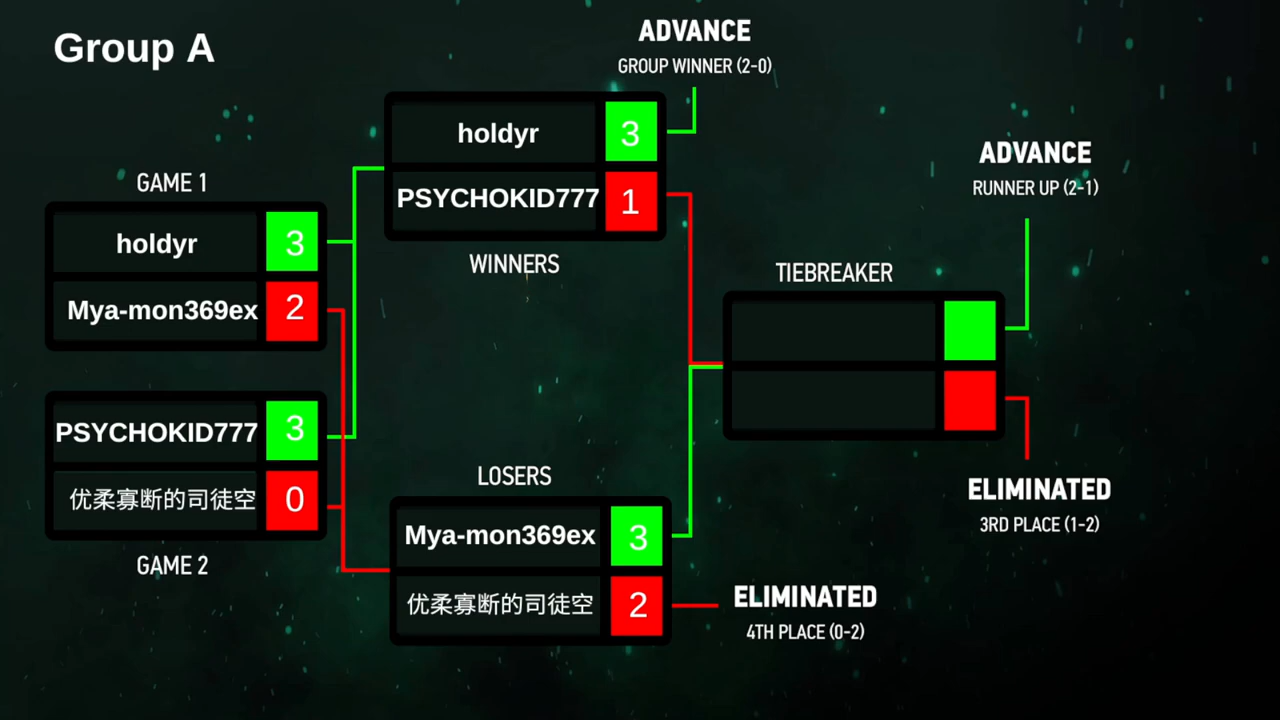 Group A
ADVANCE
GROUP WINNER (2-0)
GAME 1
holdyr 3
Mya-mon369ex 2
PSYCHOKID777 3
优柔寡断的司徒空 0
GAME 2
holdyr 3
PSYCHOKID777 1
WINNERS
LOSERS
Mya-mon369ex 3
优柔寡断的司徒空 2
ELIMINATED
4TH PLACE (0-2)
TIEBREAKER
ADVANCE
RUNNER UP (2-1)
ELIMINATED
3RD PLACE (1-2)